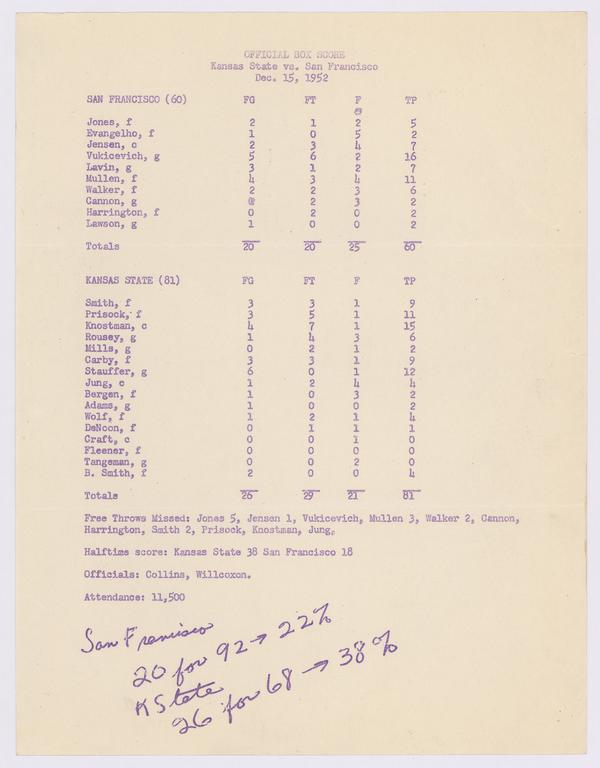 OFFICIAL BOX SCORE
Kansas State vs. San Francisco
Dec. 15, 1952
SAN FRANCISCO (60) FG FT F TP
@
Jones, f 2 1 2 5
Evangelho, f 1 0 5 2
Jensen, c 2 3 4 7
Vukicevich, g 5 6 2 16
Lavin, g 3 1 2 7
Mullen, f 4 3 4 11
Walker, f 2 2 3 6
Cannon, g @ 2 3 2
Harrington, f 0 2 0 2
Lawson, g 1 0 0 2
Totals 20 20 25 60
KANSAS STATE (81) FG FT F TP
Smith, f 3 3 1 9
Prisock, f 3 5 1 11
Knostman, c 4 7 1 15
Rousey, g 1 4 3 6
Mills, g 0 2 1 2
Carby, f 3 3 1 9
Stauffer, g 6 0 1 12
Jung, c 1 2 4 4
Bergen, f 1 0 3 2
Adams, g 1 0 0 2
Wolf, f 1 2 1 4
DeNoon, f 0 1 1 1
Craft, c 0 0 1 0
Fleener, f 0 0 0 0
Tangeman, g 0 0 2 0
B. Smith, f 2 0 0 4
Totals 26 29 21 81
Free Throws Missed: Jones 5, Jensen 1, Vukicevich, Mullen 3, Walker 2, Cannon,
Harrington, Smith 2, Prisock, Knostman, Jung,
Halftime score: Kansas State 38 San Francisco 18
Officials: Collins, Willcoxon.
Attendance: 11,500
San Francisco
20 for 92 → 22%
K State
26 for 68 → 38%